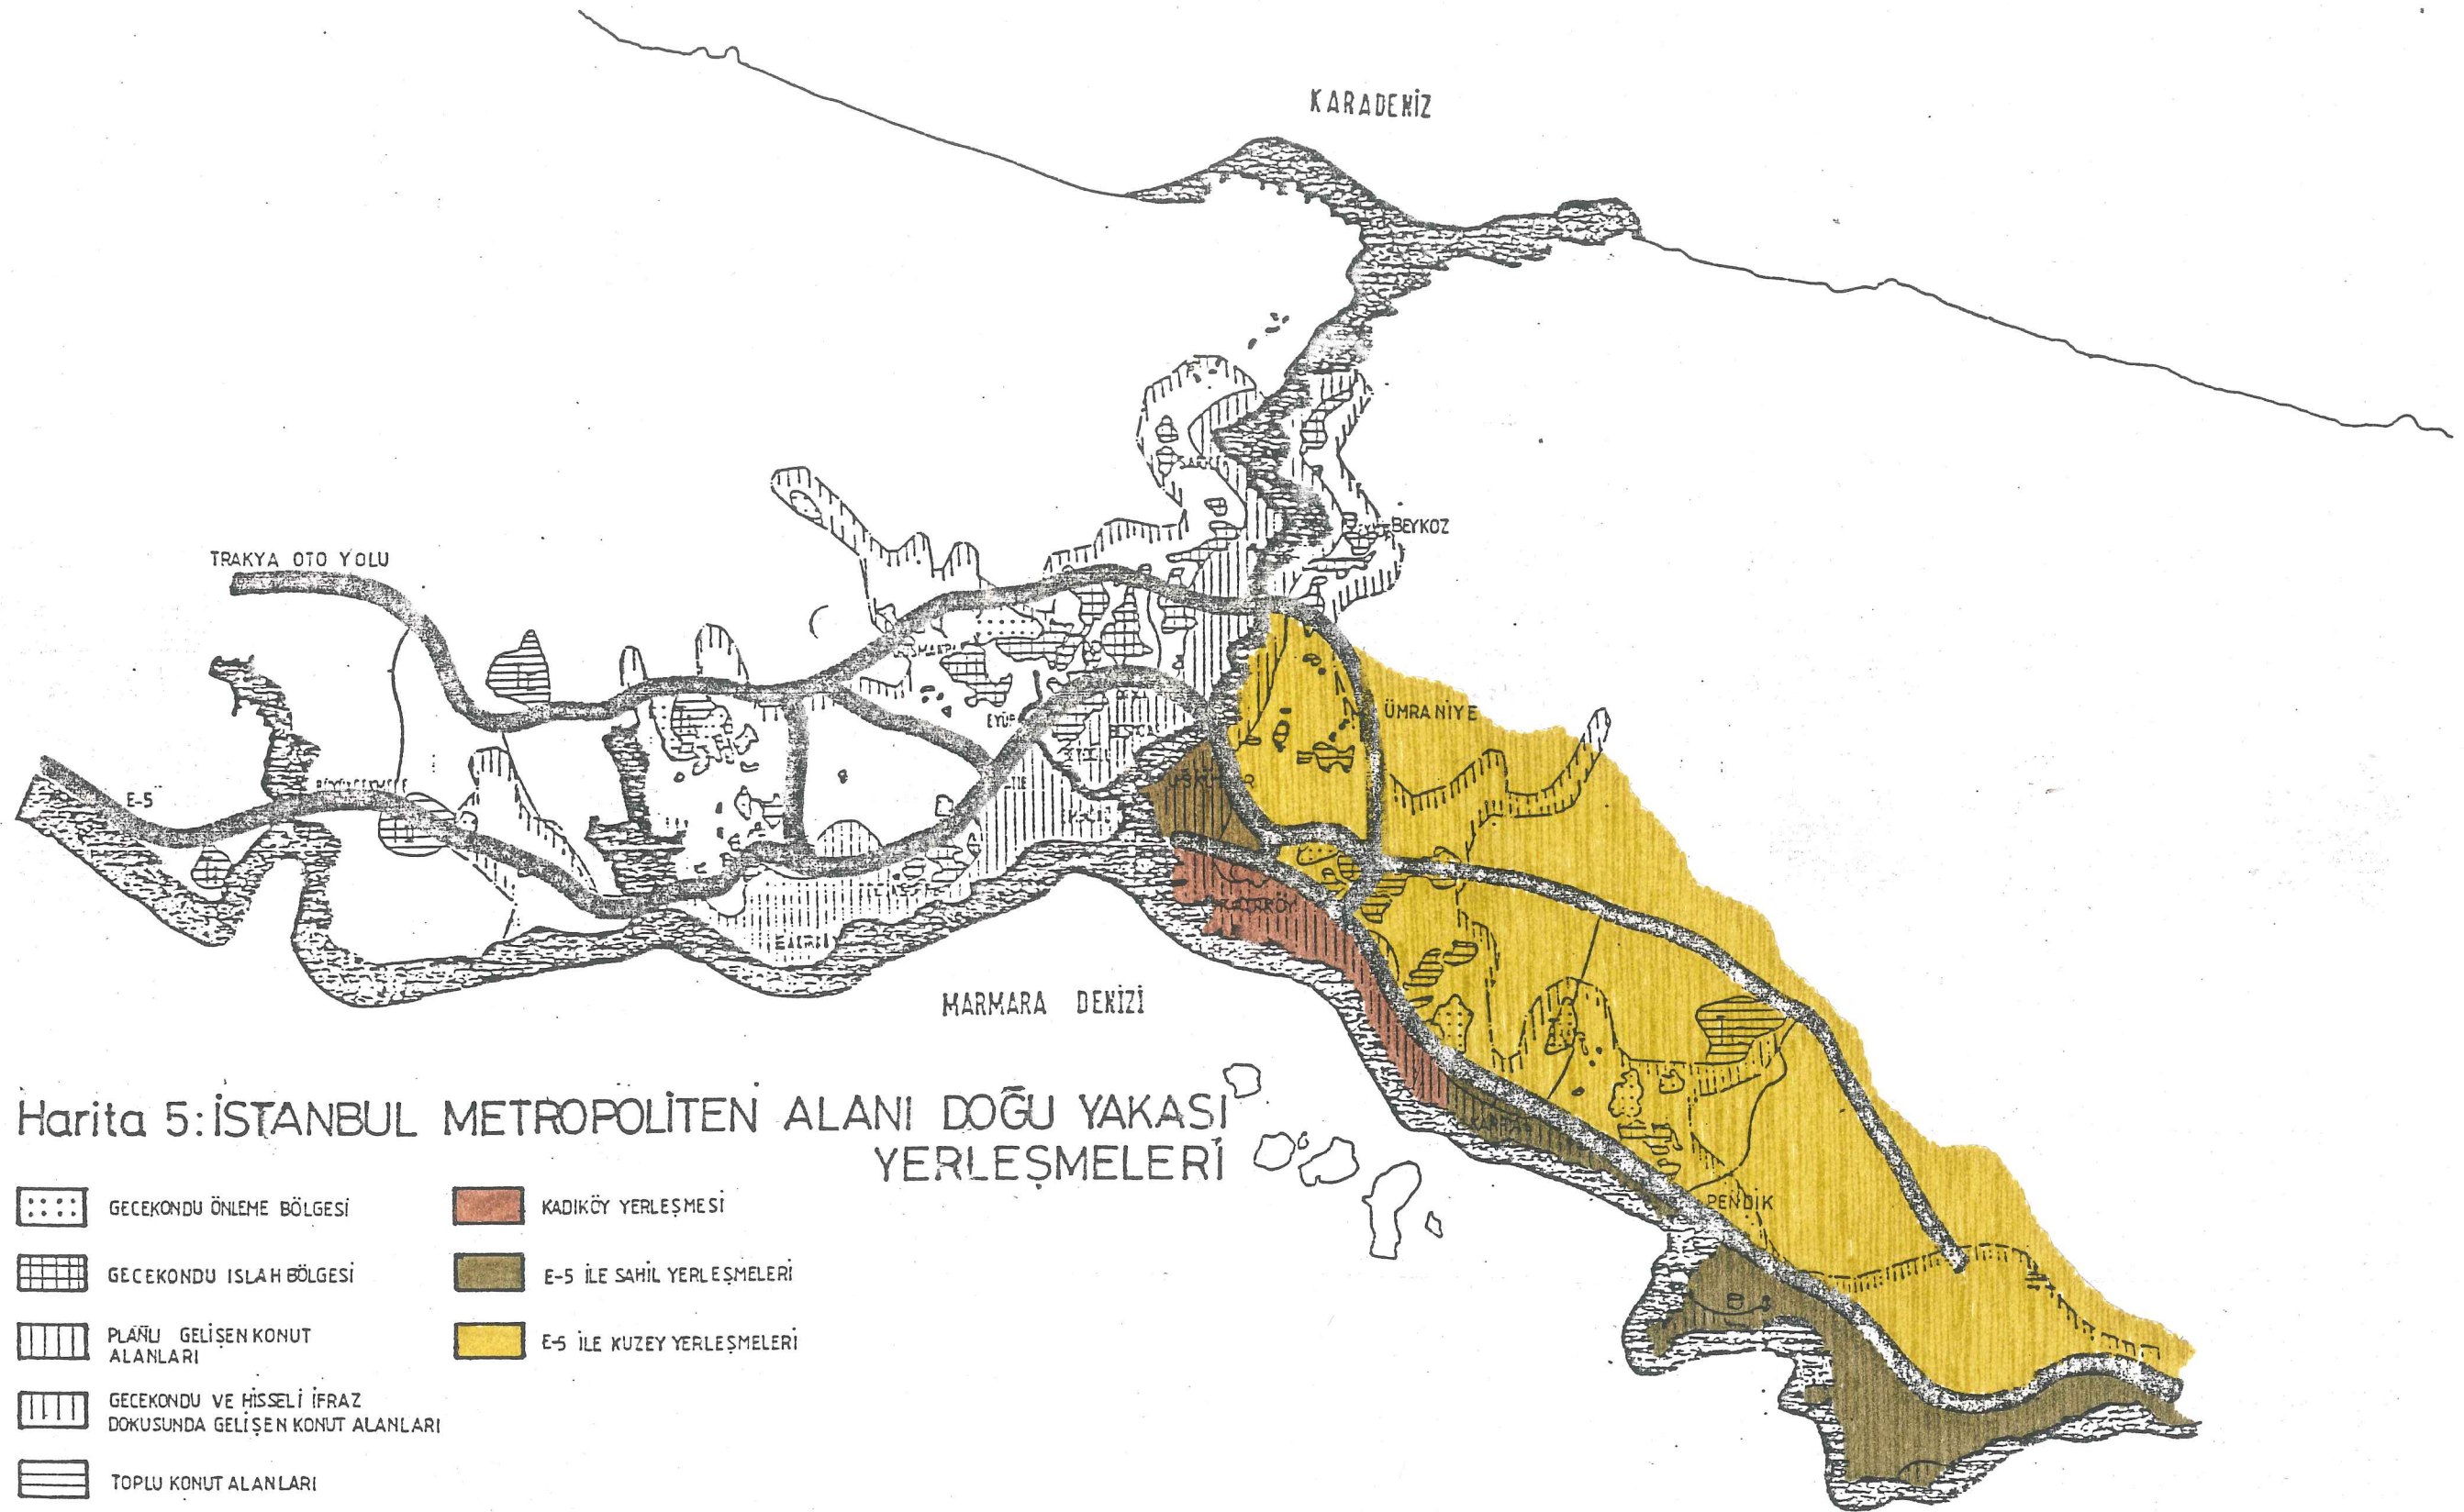 KARADENİZ
BEYKOZ
TRAKYA OTO YOLU
ÜMRANİYE
EYÜP
E-5
MARMARA DENİZİ
PENDİK
Harita 5: İSTANBUL METROPOLİTEN ALANI DOĞU YAKASI
YERLEŞMELERİ
GECEKONDU ÖNLEME BÖLGESİ
GECEKONDU ISLAH BÖLGESİ
PLANLI GELİŞEN KONUT
ALANLARI
GECEKONDU VE HİSSELİ İFRAZ
DOKUSUNDA GELİŞEN KONUT ALANLARI
TOPLU KONUT ALANLARI
KADIKÖY YERLEŞMESİ
E-5 İLE SAHİL YERLEŞMELERİ
E-5 İLE KUZEY YERLEŞMELERİ